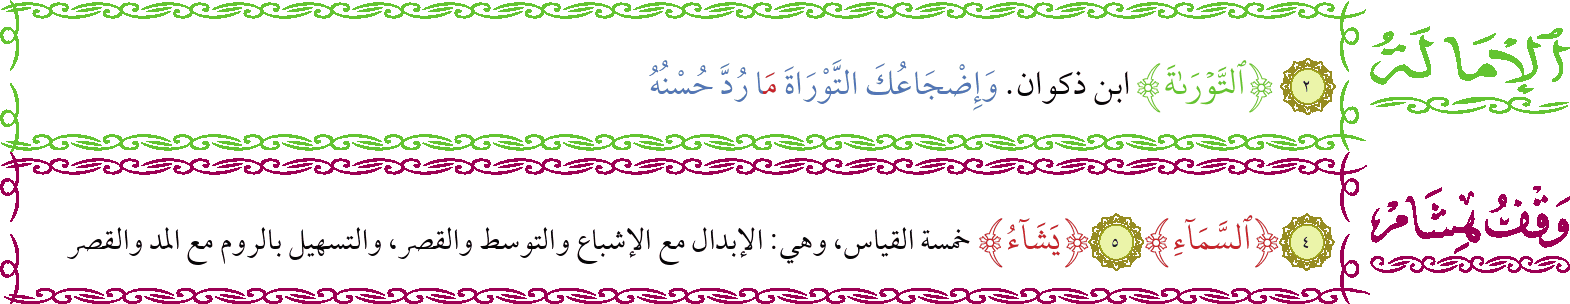 ٱلْإِمَالَةُ
٢ ﴿ٱلتَّوۡرَىٰةَ﴾ ابن ذكوان. وَإِضْجَاعُكَ التَّوْرَاةَ مَا رُدَّ حُسْنُهُ
وَقْفُ هِشَامٍ
٤ ﴿ٱلسَّمَآءِ﴾ ٥ ﴿يَشَآءُ﴾ خمسة القياس، وهي: الإبدال مع الإشباع والتوسط والقصر، والتسهيل بالروم مع المد والقصر